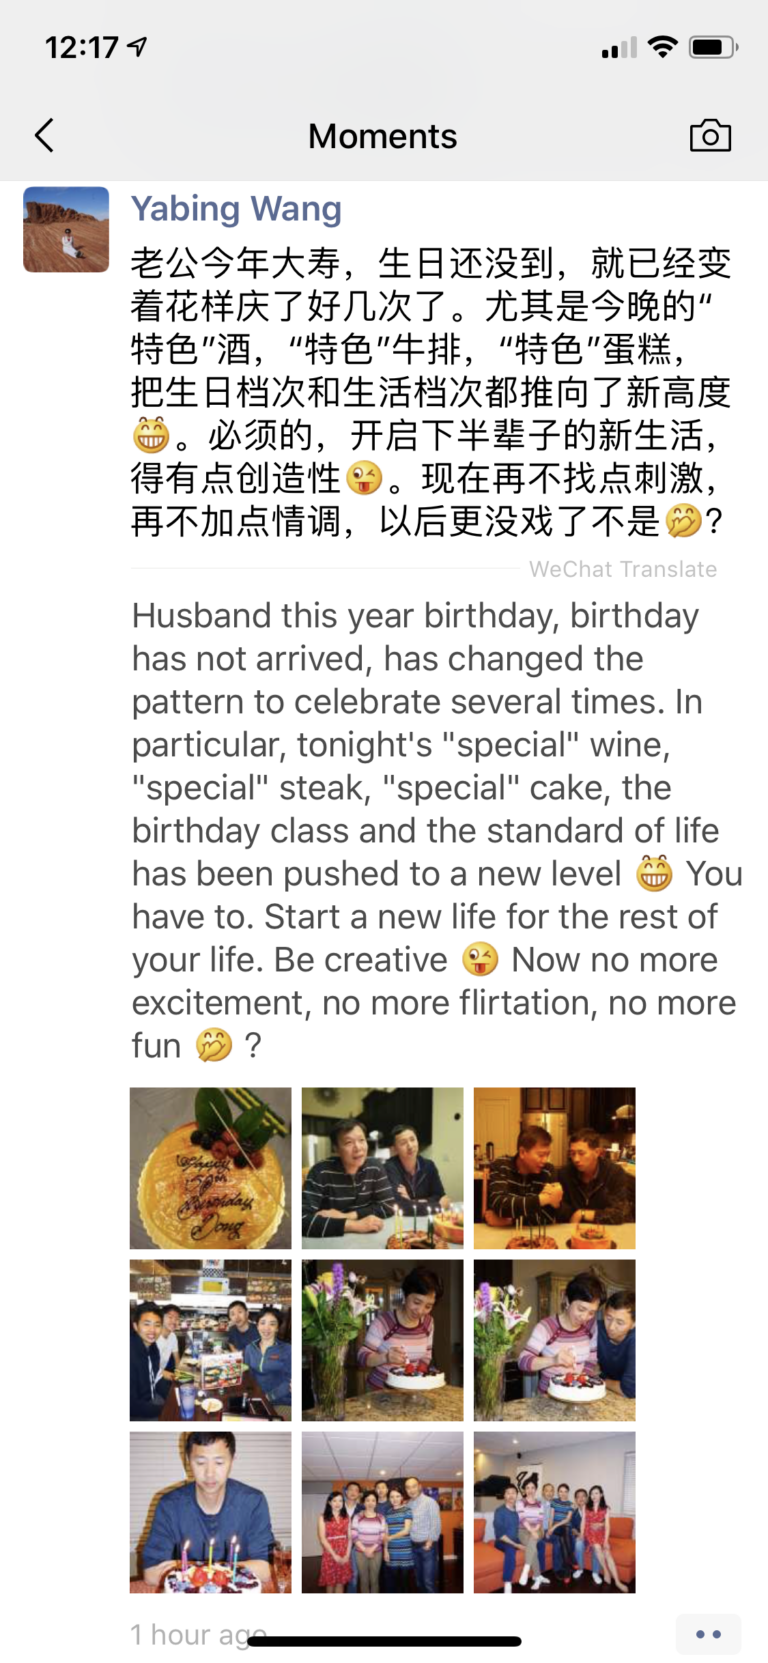 12:17
Moments
Yabing Wang
老公今年大寿，生日还没到，就已经变
着花样庆了好几次了。尤其是今晚的“
特色”酒，“特色”牛排，“特色”蛋糕，
把生日档次和生活档次都推向了新高度
😁。必须的，开启下半辈子的新生活，
得有点创造性😜。现在再不找点刺激，
再不加点情调，以后更没戏了不是🤭?
WeChat Translate
Husband this year birthday, birthday
has not arrived, has changed the
pattern to celebrate several times. In
particular, tonight's "special" wine,
"special" steak, "special" cake, the
birthday class and the standard of life
has been pushed to a new level 😁 You
have to. Start a new life for the rest of
your life. Be creative 😜 Now no more
excitement, no more flirtation, no more
fun 🤭 ?
Happy
50th
Birthday
Dong
1 hour ago